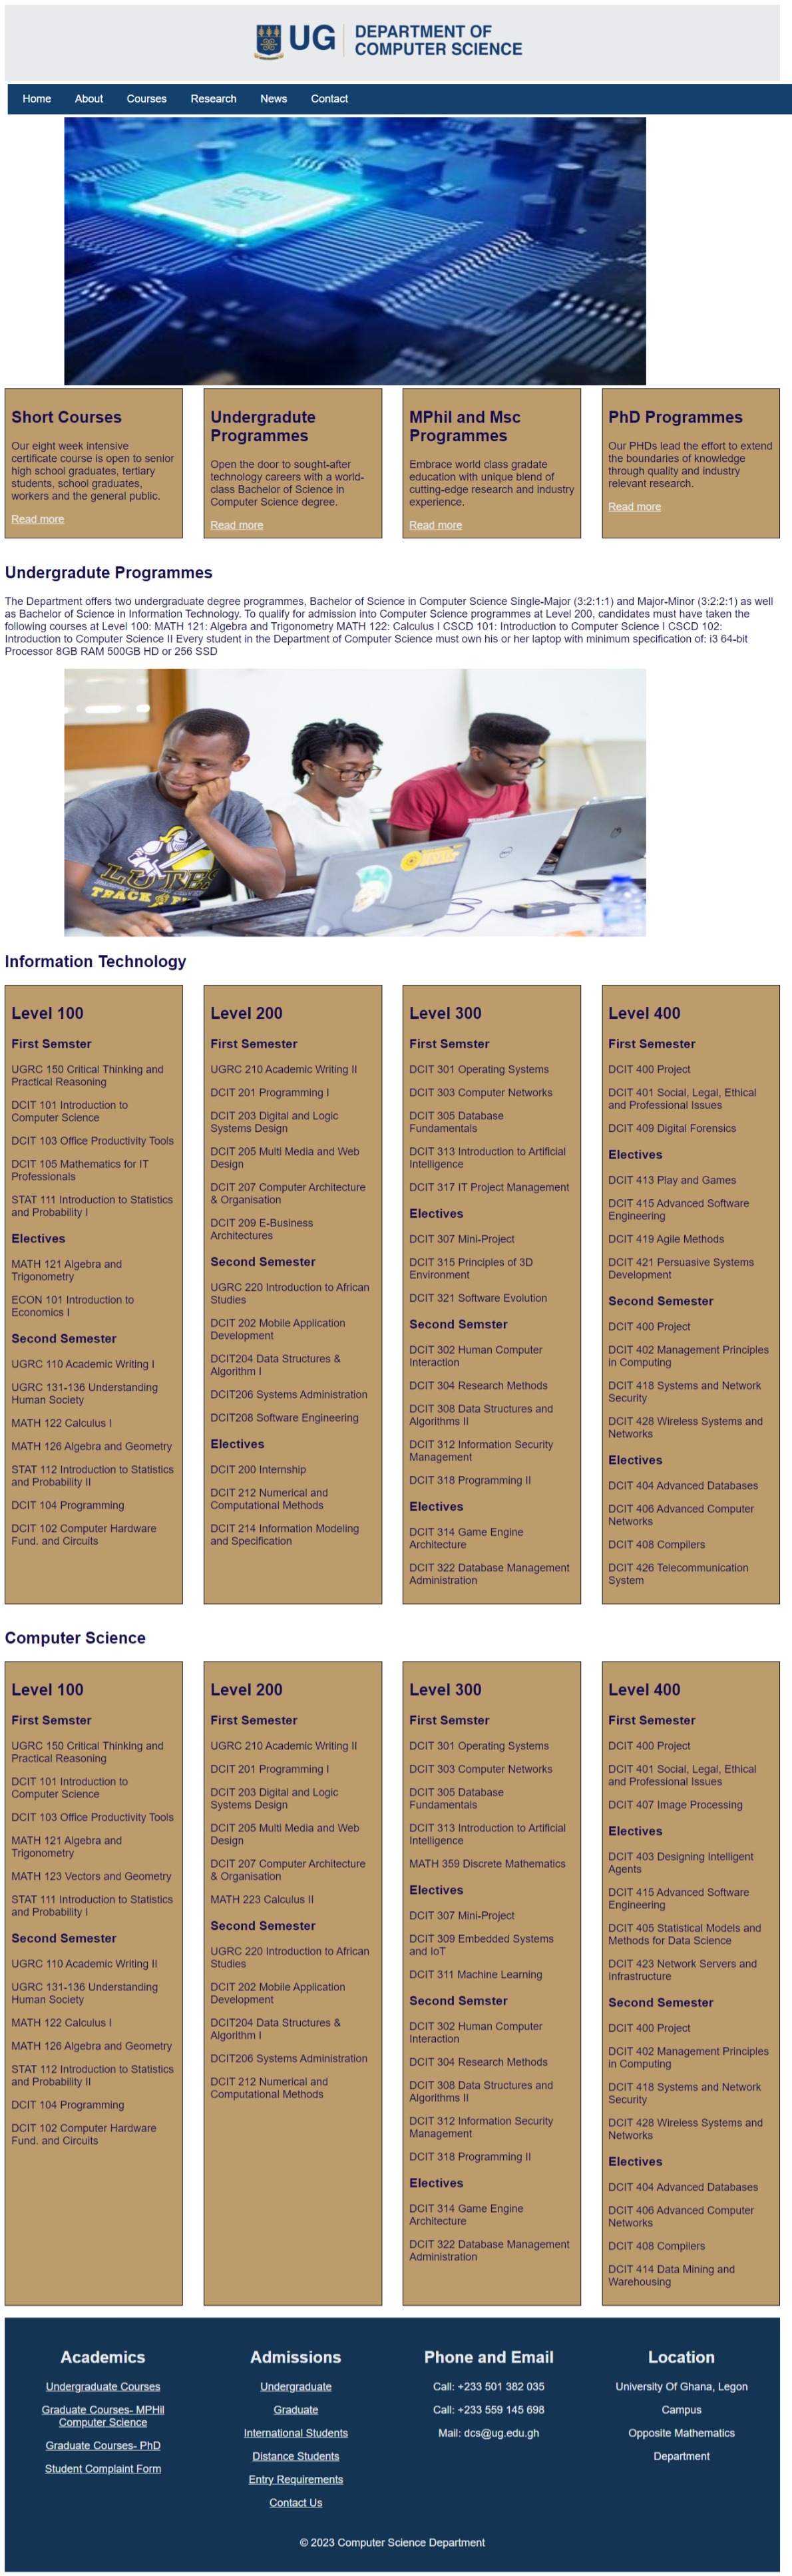 UG DEPARTMENT OF
COMPUTER SCIENCE
Home About Courses Research News Contact
CPU
Short Courses
Our eight week intensive
certificate course is open to senior
high school graduates, tertiary
students, school graduates,
workers and the general public.
Read more
Undergradute
Programmes
Open the door to sought-after
technology careers with a world-
class Bachelor of Science in
Computer Science degree.
Read more
MPhil and Msc
Programmes
Embrace world class gradate
education with unique blend of
cutting-edge research and industry
experience.
Read more
PhD Programmes
Our PHDs lead the effort to extend
the boundaries of knowledge
through quality and industry
relevant research.
Read more
Undergradute Programmes
The Department offers two undergraduate degree programmes, Bachelor of Science in Computer Science Single-Major (3:2:1:1) and Major-Minor (3:2:2:1) as well
as Bachelor of Science in Information Technology. To qualify for admission into Computer Science programmes at Level 200, candidates must have taken the
following courses at Level 100: MATH 121: Algebra and Trigonometry MATH 122: Calculus I CSCD 101: Introduction to Computer Science I CSCD 102:
Introduction to Computer Science II Every student in the Department of Computer Science must own his or her laptop with minimum specification of: i3 64-bit
Processor 8GB RAM 500GB HD or 256 SSD
LUTES
TRACK
Information Technology
Level 100
First Semster
UGRC 150 Critical Thinking and
Practical Reasoning
DCIT 101 Introduction to
Computer Science
DCIT 103 Office Productivity Tools
DCIT 105 Mathematics for IT
Professionals
STAT 111 Introduction to Statistics
and Probability I
Electives
MATH 121 Algebra and
Trigonometry
ECON 101 Introduction to
Economics I
Second Semester
UGRC 110 Academic Writing I
UGRC 131-136 Understanding
Human Society
MATH 122 Calculus I
MATH 126 Algebra and Geometry
STAT 112 Introduction to Statistics
and Probability II
DCIT 104 Programming
DCIT 102 Computer Hardware
Fund. and Circuits
Level 200
First Semester
UGRC 210 Academic Writing II
DCIT 201 Programming I
DCIT 203 Digital and Logic
Systems Design
DCIT 205 Multi Media and Web
Design
DCIT 207 Computer Architecture
& Organisation
DCIT 209 E-Business
Architectures
Second Semester
UGRC 220 Introduction to African
Studies
DCIT 202 Mobile Application
Development
DCIT204 Data Structures &
Algorithm I
DCIT206 Systems Administration
DCIT208 Software Engineering
Electives
DCIT 200 Internship
DCIT 212 Numerical and
Computational Methods
DCIT 214 Information Modeling
and Specification
Level 300
First Semster
DCIT 301 Operating Systems
DCIT 303 Computer Networks
DCIT 305 Database
Fundamentals
DCIT 313 Introduction to Artificial
Intelligence
DCIT 317 IT Project Management
Electives
DCIT 307 Mini-Project
DCIT 315 Principles of 3D
Environment
DCIT 321 Software Evolution
Second Semster
DCIT 302 Human Computer
Interaction
DCIT 304 Research Methods
DCIT 308 Data Structures and
Algorithms II
DCIT 312 Information Security
Management
DCIT 318 Programming II
Electives
DCIT 314 Game Engine
Architecture
DCIT 322 Database Management
Administration
Level 400
First Semester
DCIT 400 Project
DCIT 401 Social, Legal, Ethical
and Professional Issues
DCIT 409 Digital Forensics
Electives
DCIT 413 Play and Games
DCIT 415 Advanced Software
Engineering
DCIT 419 Agile Methods
DCIT 421 Persuasive Systems
Development
Second Semester
DCIT 400 Project
DCIT 402 Management Principles
in Computing
DCIT 418 Systems and Network
Security
DCIT 428 Wireless Systems and
Networks
Electives
DCIT 404 Advanced Databases
DCIT 406 Advanced Computer
Networks
DCIT 408 Compilers
DCIT 426 Telecommunication
System
Computer Science
Level 100
First Semster
UGRC 150 Critical Thinking and
Practical Reasoning
DCIT 101 Introduction to
Computer Science
DCIT 103 Office Productivity Tools
MATH 121 Algebra and
Trigonometry
MATH 123 Vectors and Geometry
STAT 111 Introduction to Statistics
and Probability I
Second Semester
UGRC 110 Academic Writing II
UGRC 131-136 Understanding
Human Society
MATH 122 Calculus I
MATH 126 Algebra and Geometry
STAT 112 Introduction to Statistics
and Probability II
DCIT 104 Programming
DCIT 102 Computer Hardware
Fund. and Circuits
Level 200
First Semester
UGRC 210 Academic Writing II
DCIT 201 Programming I
DCIT 203 Digital and Logic
Systems Design
DCIT 205 Multi Media and Web
Design
DCIT 207 Computer Architecture
& Organisation
MATH 223 Calculus II
Second Semester
UGRC 220 Introduction to African
Studies
DCIT 202 Mobile Application
Development
DCIT204 Data Structures &
Algorithm I
DCIT206 Systems Administration
DCIT 212 Numerical and
Computational Methods
Level 300
First Semster
DCIT 301 Operating Systems
DCIT 303 Computer Networks
DCIT 305 Database
Fundamentals
DCIT 313 Introduction to Artificial
Intelligence
MATH 359 Discrete Mathematics
Electives
DCIT 307 Mini-Project
DCIT 309 Embedded Systems
and IoT
DCIT 311 Machine Learning
Second Semster
DCIT 302 Human Computer
Interaction
DCIT 304 Research Methods
DCIT 308 Data Structures and
Algorithms II
DCIT 312 Information Security
Management
DCIT 318 Programming II
Electives
DCIT 314 Game Engine
Architecture
DCIT 322 Database Management
Administration
Level 400
First Semester
DCIT 400 Project
DCIT 401 Social, Legal, Ethical
and Professional Issues
DCIT 407 Image Processing
Electives
DCIT 403 Designing Intelligent
Agents
DCIT 415 Advanced Software
Engineering
DCIT 405 Statistical Models and
Methods for Data Science
DCIT 423 Network Servers and
Infrastructure
Second Semester
DCIT 400 Project
DCIT 402 Management Principles
in Computing
DCIT 418 Systems and Network
Security
DCIT 428 Wireless Systems and
Networks
Electives
DCIT 404 Advanced Databases
DCIT 406 Advanced Computer
Networks
DCIT 408 Compilers
DCIT 414 Data Mining and
Warehousing
Academics
Undergraduate Courses
Graduate Courses- MPHil
Computer Science
Graduate Courses- PhD
Student Complaint Form
Admissions
Undergraduate
Graduate
International Students
Distance Students
Entry Requirements
Contact Us
Phone and Email
Call: +233 501 382 035
Call: +233 559 145 698
Mail: dcs@ug.edu.gh
Location
University Of Ghana, Legon
Campus
Opposite Mathematics
Department
© 2023 Computer Science Department